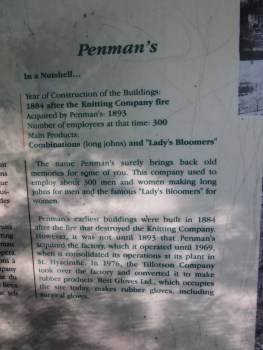 Penman's
In a Nutshell...
Year of Construction of the Buildings:
1884 after the Knitting Company fire
Acquired by Penman's: 1893
Number of employees at that time: 300
Main Products:
Combinations (long johns) and "Lady's Bloomers"
The name Penman's surely brings back old
memories for some of you. This company used to
employ about 300 men and women making long
johns for men and the famous "Lady's Bloomers" for
women.
Penman's earliest buildings were built in 1884
after the fire that destroyed the Knitting Company.
However, it was not until 1893 that Penman's
acquired the factory, which it operated until 1969,
when it consolidated its operations at its plant in
St. Hyacinthe. In 1976, the Tillotson Company
took over the factory and converted it to make
rubber products. Best Gloves Ltd., which occupies
the site today, makes rubber gloves, including
surgical gloves.